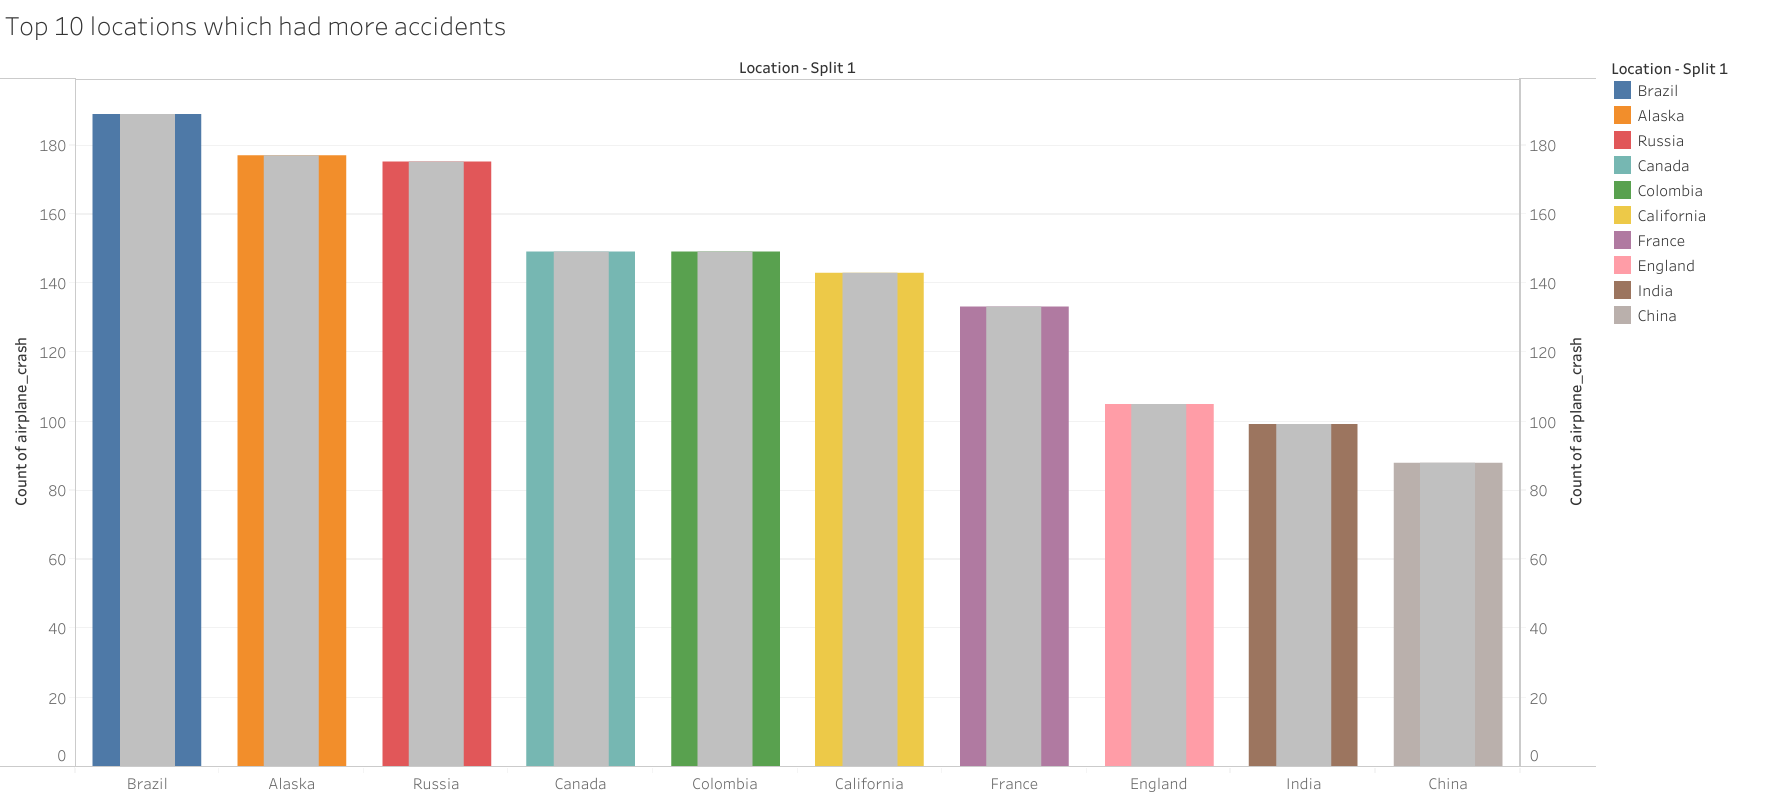 Top 10 locations which had more accidents
Location - Split 1
Count of airplane_crash
180
160
140
120
100
80
60
40
20
0
Brazil Alaska Russia Canada Colombia California France England India China
180
160
140
120
100
80
60
40
20
0
Count of airplane_crash
Location - Split 1
Brazil
Alaska
Russia
Canada
Colombia
California
France
England
India
China